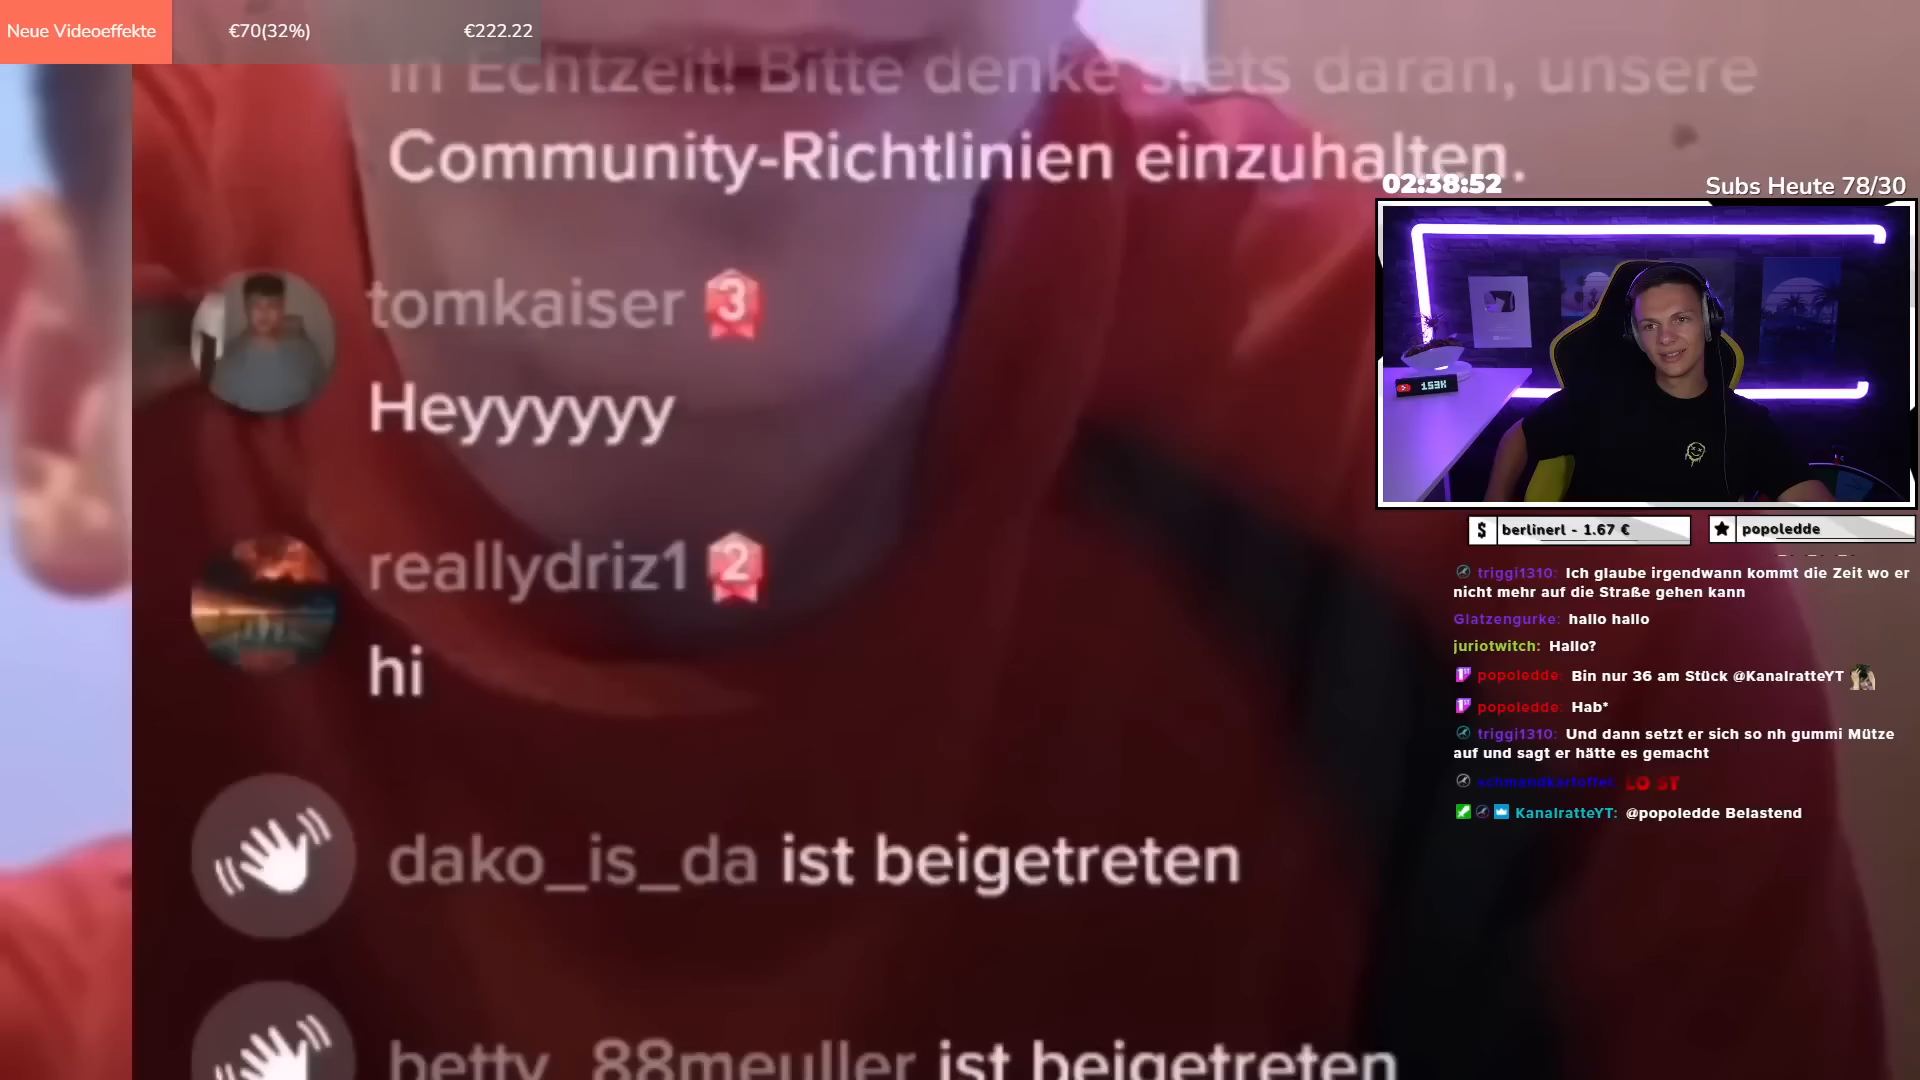 Neue Videoeffekte €70(32%) €222.22
in Echtzeit! Bitte denke stets daran, unsere
Community-Richtlinien einzuhalten.
tomkaiser 3
Heyyyyyy
reallydriz1 2
hi
dako_is_da ist beigetreten
betty_88meuller ist beigetreten
02:38:52 Subs Heute 78/30
153K
$ berlinerl - 1.67 € popoledde
triggi1310: Ich glaube irgendwann kommt die Zeit wo er
nicht mehr auf die Straße gehen kann
Glatzengurke: hallo hallo
juriotwitch: Hallo?
popoledde: Bin nur 36 am Stück @KanalratteYT
popoledde: Hab*
triggi1310: Und dann setzt er sich so nh gummi Mütze
auf und sagt er hätte es gemacht
schmandkartoffel: LOST
KanalratteYT: @popoledde Belastend